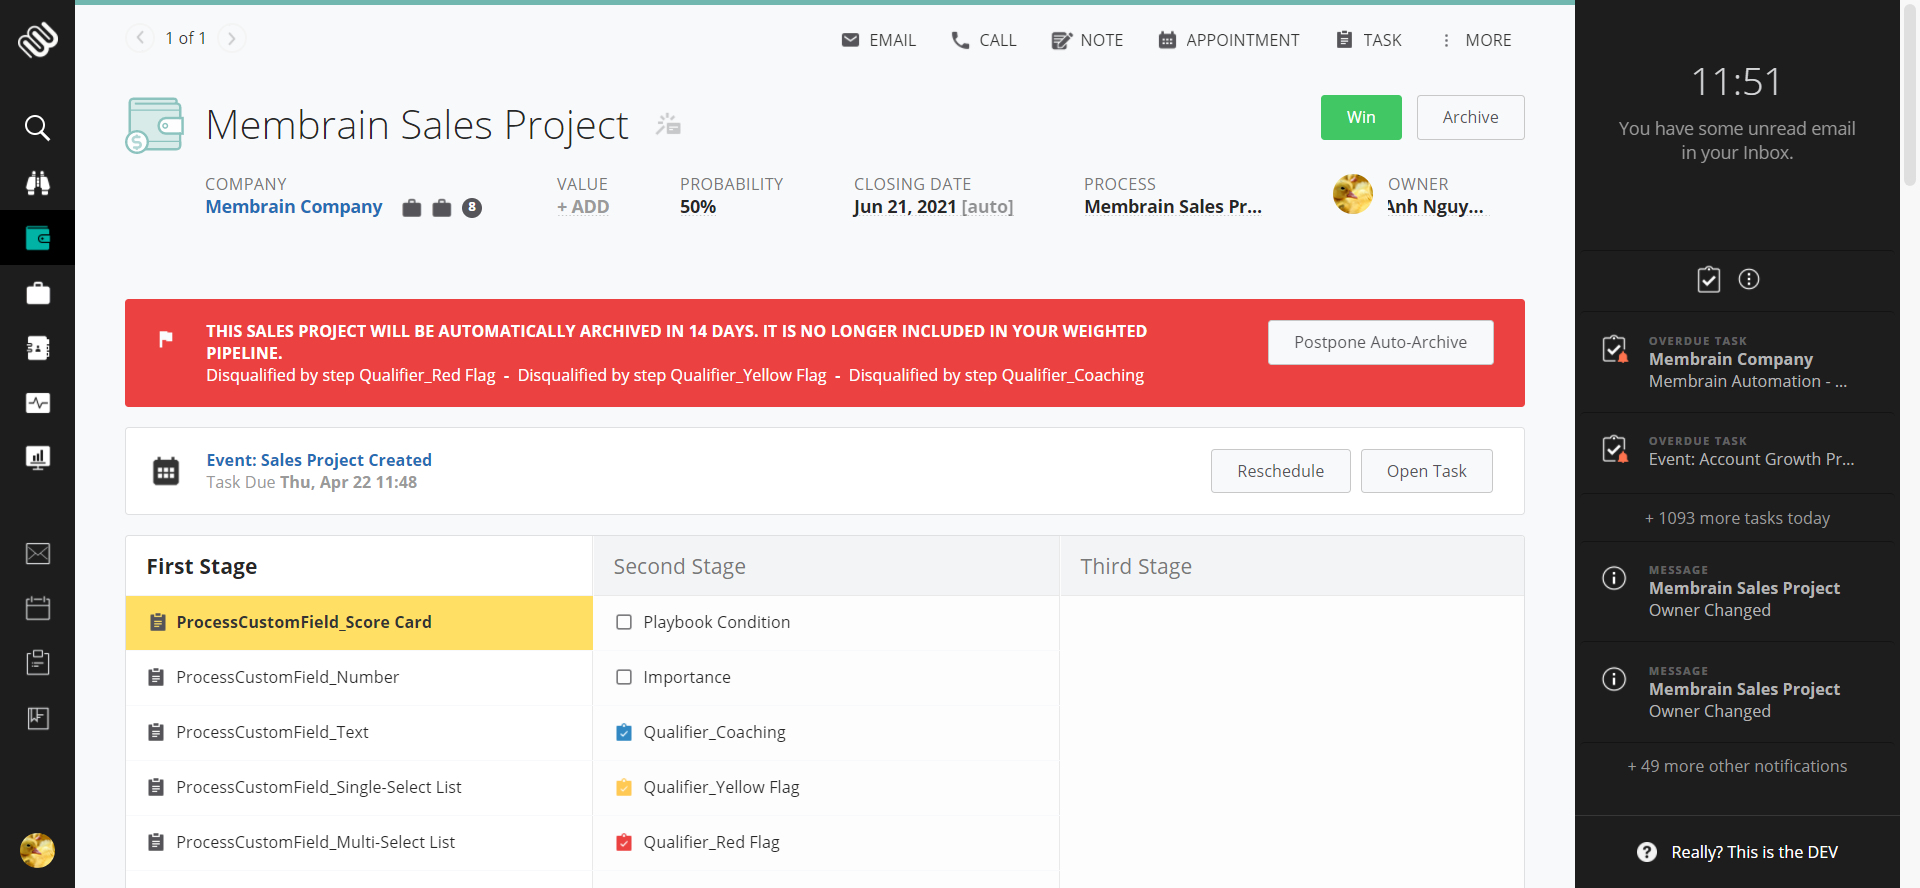 1 of 1
EMAIL
CALL
NOTE
APPOINTMENT
TASK
MORE
Membrain Sales Project
Win
Archive
COMPANY
Membrain Company
8
VALUE
+ ADD
PROBABILITY
50%
CLOSING DATE
Jun 21, 2021 [auto]
PROCESS
Membrain Sales Pr...
OWNER
Anh Nguy...
THIS SALES PROJECT WILL BE AUTOMATICALLY ARCHIVED IN 14 DAYS. IT IS NO LONGER INCLUDED IN YOUR WEIGHTED
PIPELINE.
Disqualified by step Qualifier_Red Flag - Disqualified by step Qualifier_Yellow Flag - Disqualified by step Qualifier_Coaching
Postpone Auto-Archive
Event: Sales Project Created
Task Due Thu, Apr 22 11:48
Reschedule
Open Task
First Stage
ProcessCustomField_Score Card
ProcessCustomField_Number
ProcessCustomField_Text
ProcessCustomField_Single-Select List
ProcessCustomField_Multi-Select List
Second Stage
Playbook Condition
Importance
Qualifier_Coaching
Qualifier_Yellow Flag
Qualifier_Red Flag
Third Stage
11:51
You have some unread email
in your Inbox.
OVERDUE TASK
Membrain Company
Membrain Automation - ...
OVERDUE TASK
Event: Account Growth Pr...
+ 1093 more tasks today
MESSAGE
Membrain Sales Project
Owner Changed
MESSAGE
Membrain Sales Project
Owner Changed
+ 49 more other notifications
Really? This is the DEV